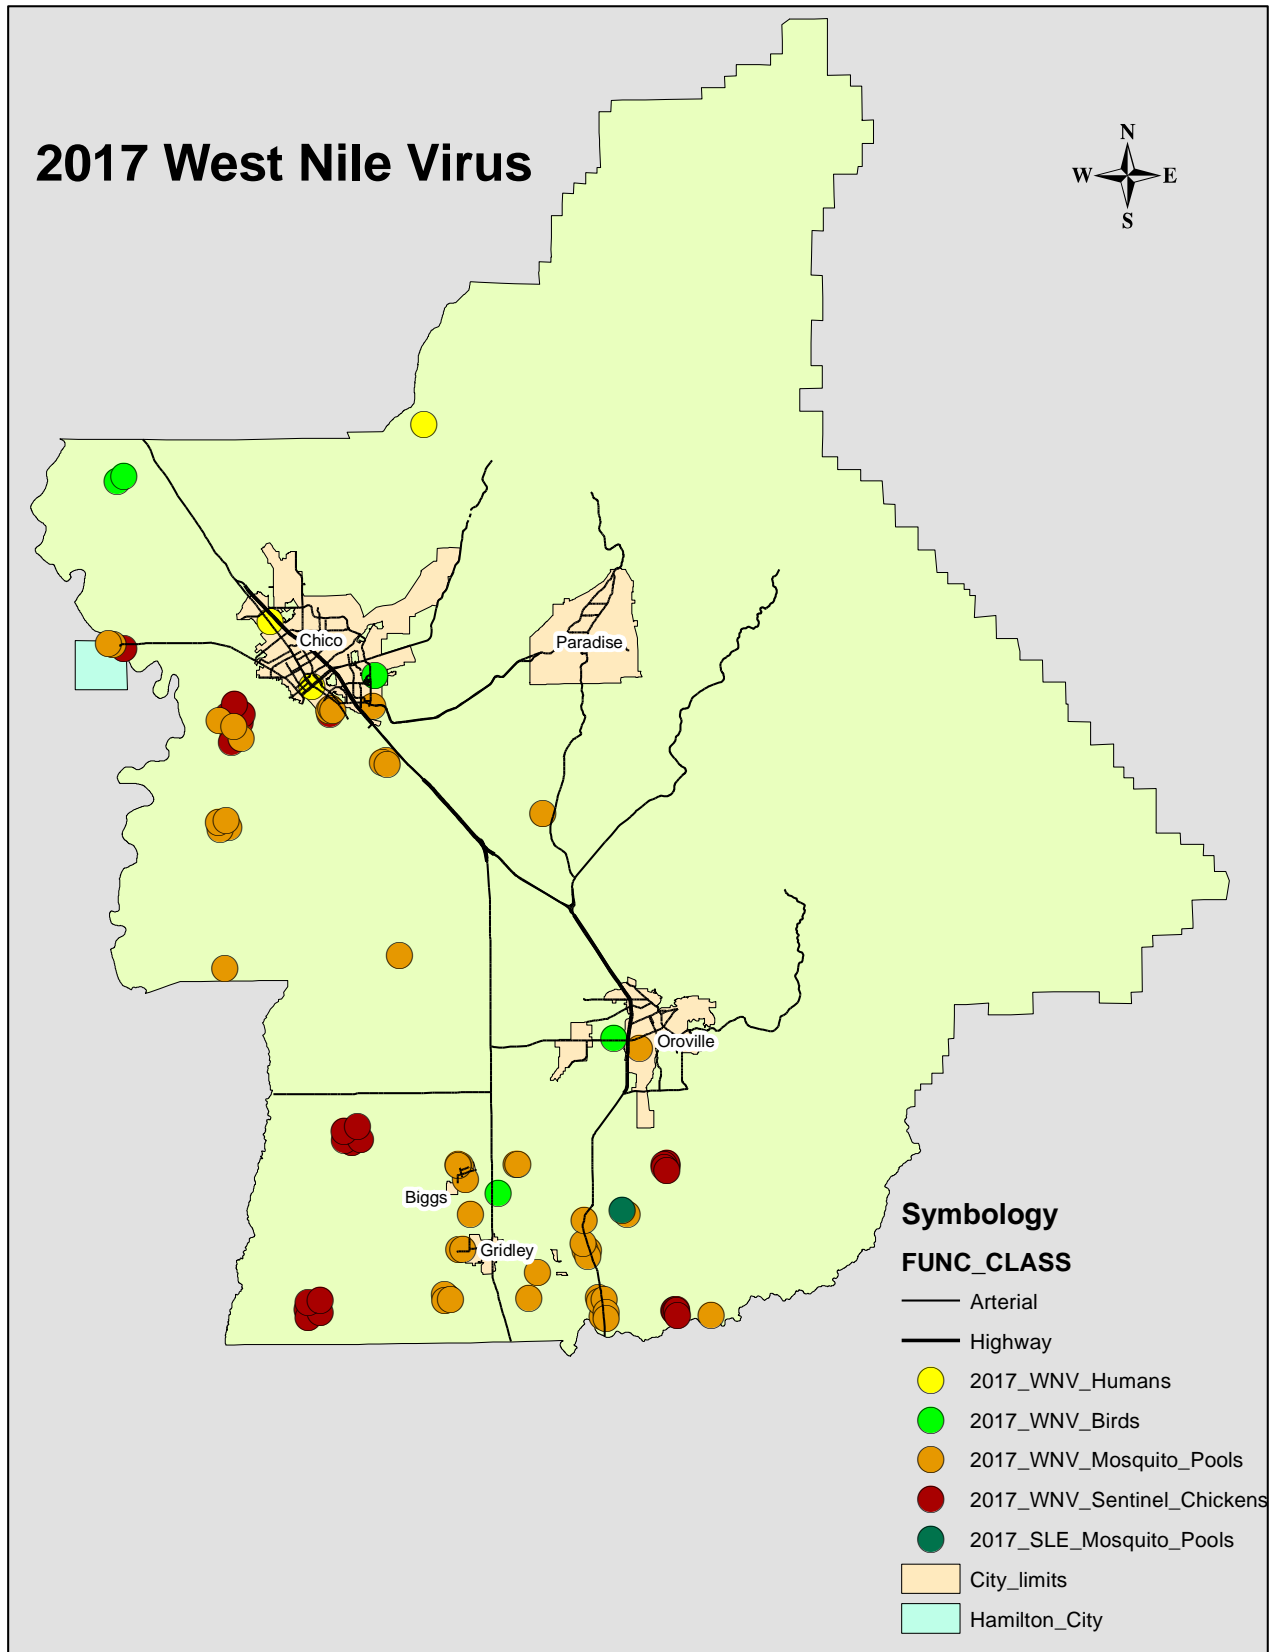 2017 West Nile Virus
N
W E
S
Chico
Paradise
Oroville
Biggs
Gridley
Symbology
FUNC_CLASS
Arterial
Highway
2017_WNV_Humans
2017_WNV_Birds
2017_WNV_Mosquito_Pools
2017_WNV_Sentinel_Chickens
2017_SLE_Mosquito_Pools
City_limits
Hamilton_City